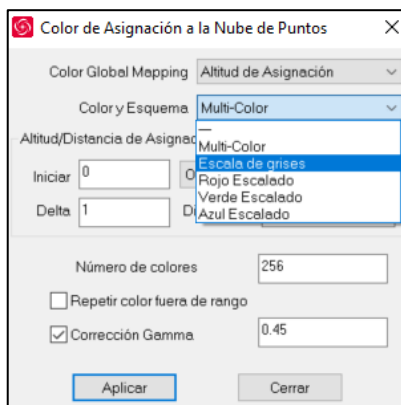 Color de Asignación a la Nube de Puntos
Color Global Mapping Altitud de Asignación
Color y Esquema Multi-Color
—
Multi-Color
Altitud/Distancia de
Escala de grises
Iniciar 0
Rojo Escalado
Verde Escalado
Delta 1
Azul Escalado
Número de colores 256
Repetir color fuera de rango
Corrección Gamma 0.45
Aplicar Cerrar